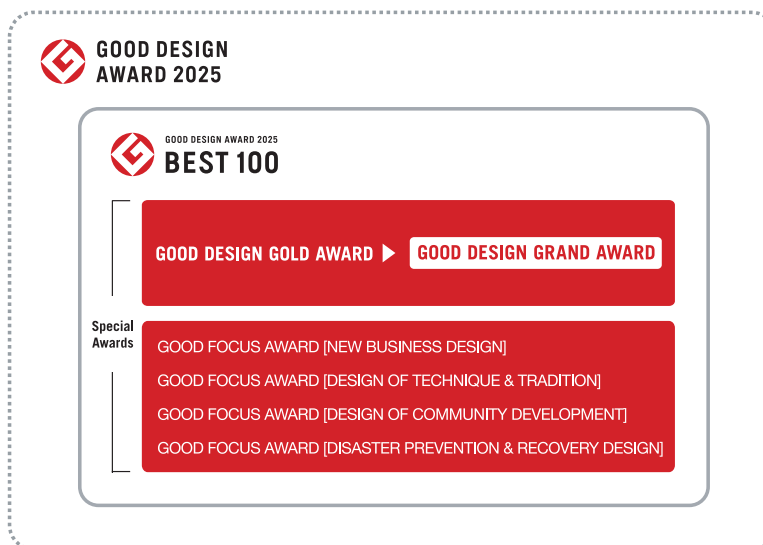 GOOD DESIGN
AWARD 2025
GOOD DESIGN AWARD 2025
BEST 100
GOOD DESIGN GOLD AWARD ▶ GOOD DESIGN GRAND AWARD
Special
Awards
GOOD FOCUS AWARD [NEW BUSINESS DESIGN]
GOOD FOCUS AWARD [DESIGN OF TECHNIQUE & TRADITION]
GOOD FOCUS AWARD [DESIGN OF COMMUNITY DEVELOPMENT]
GOOD FOCUS AWARD [DISASTER PREVENTION & RECOVERY DESIGN]